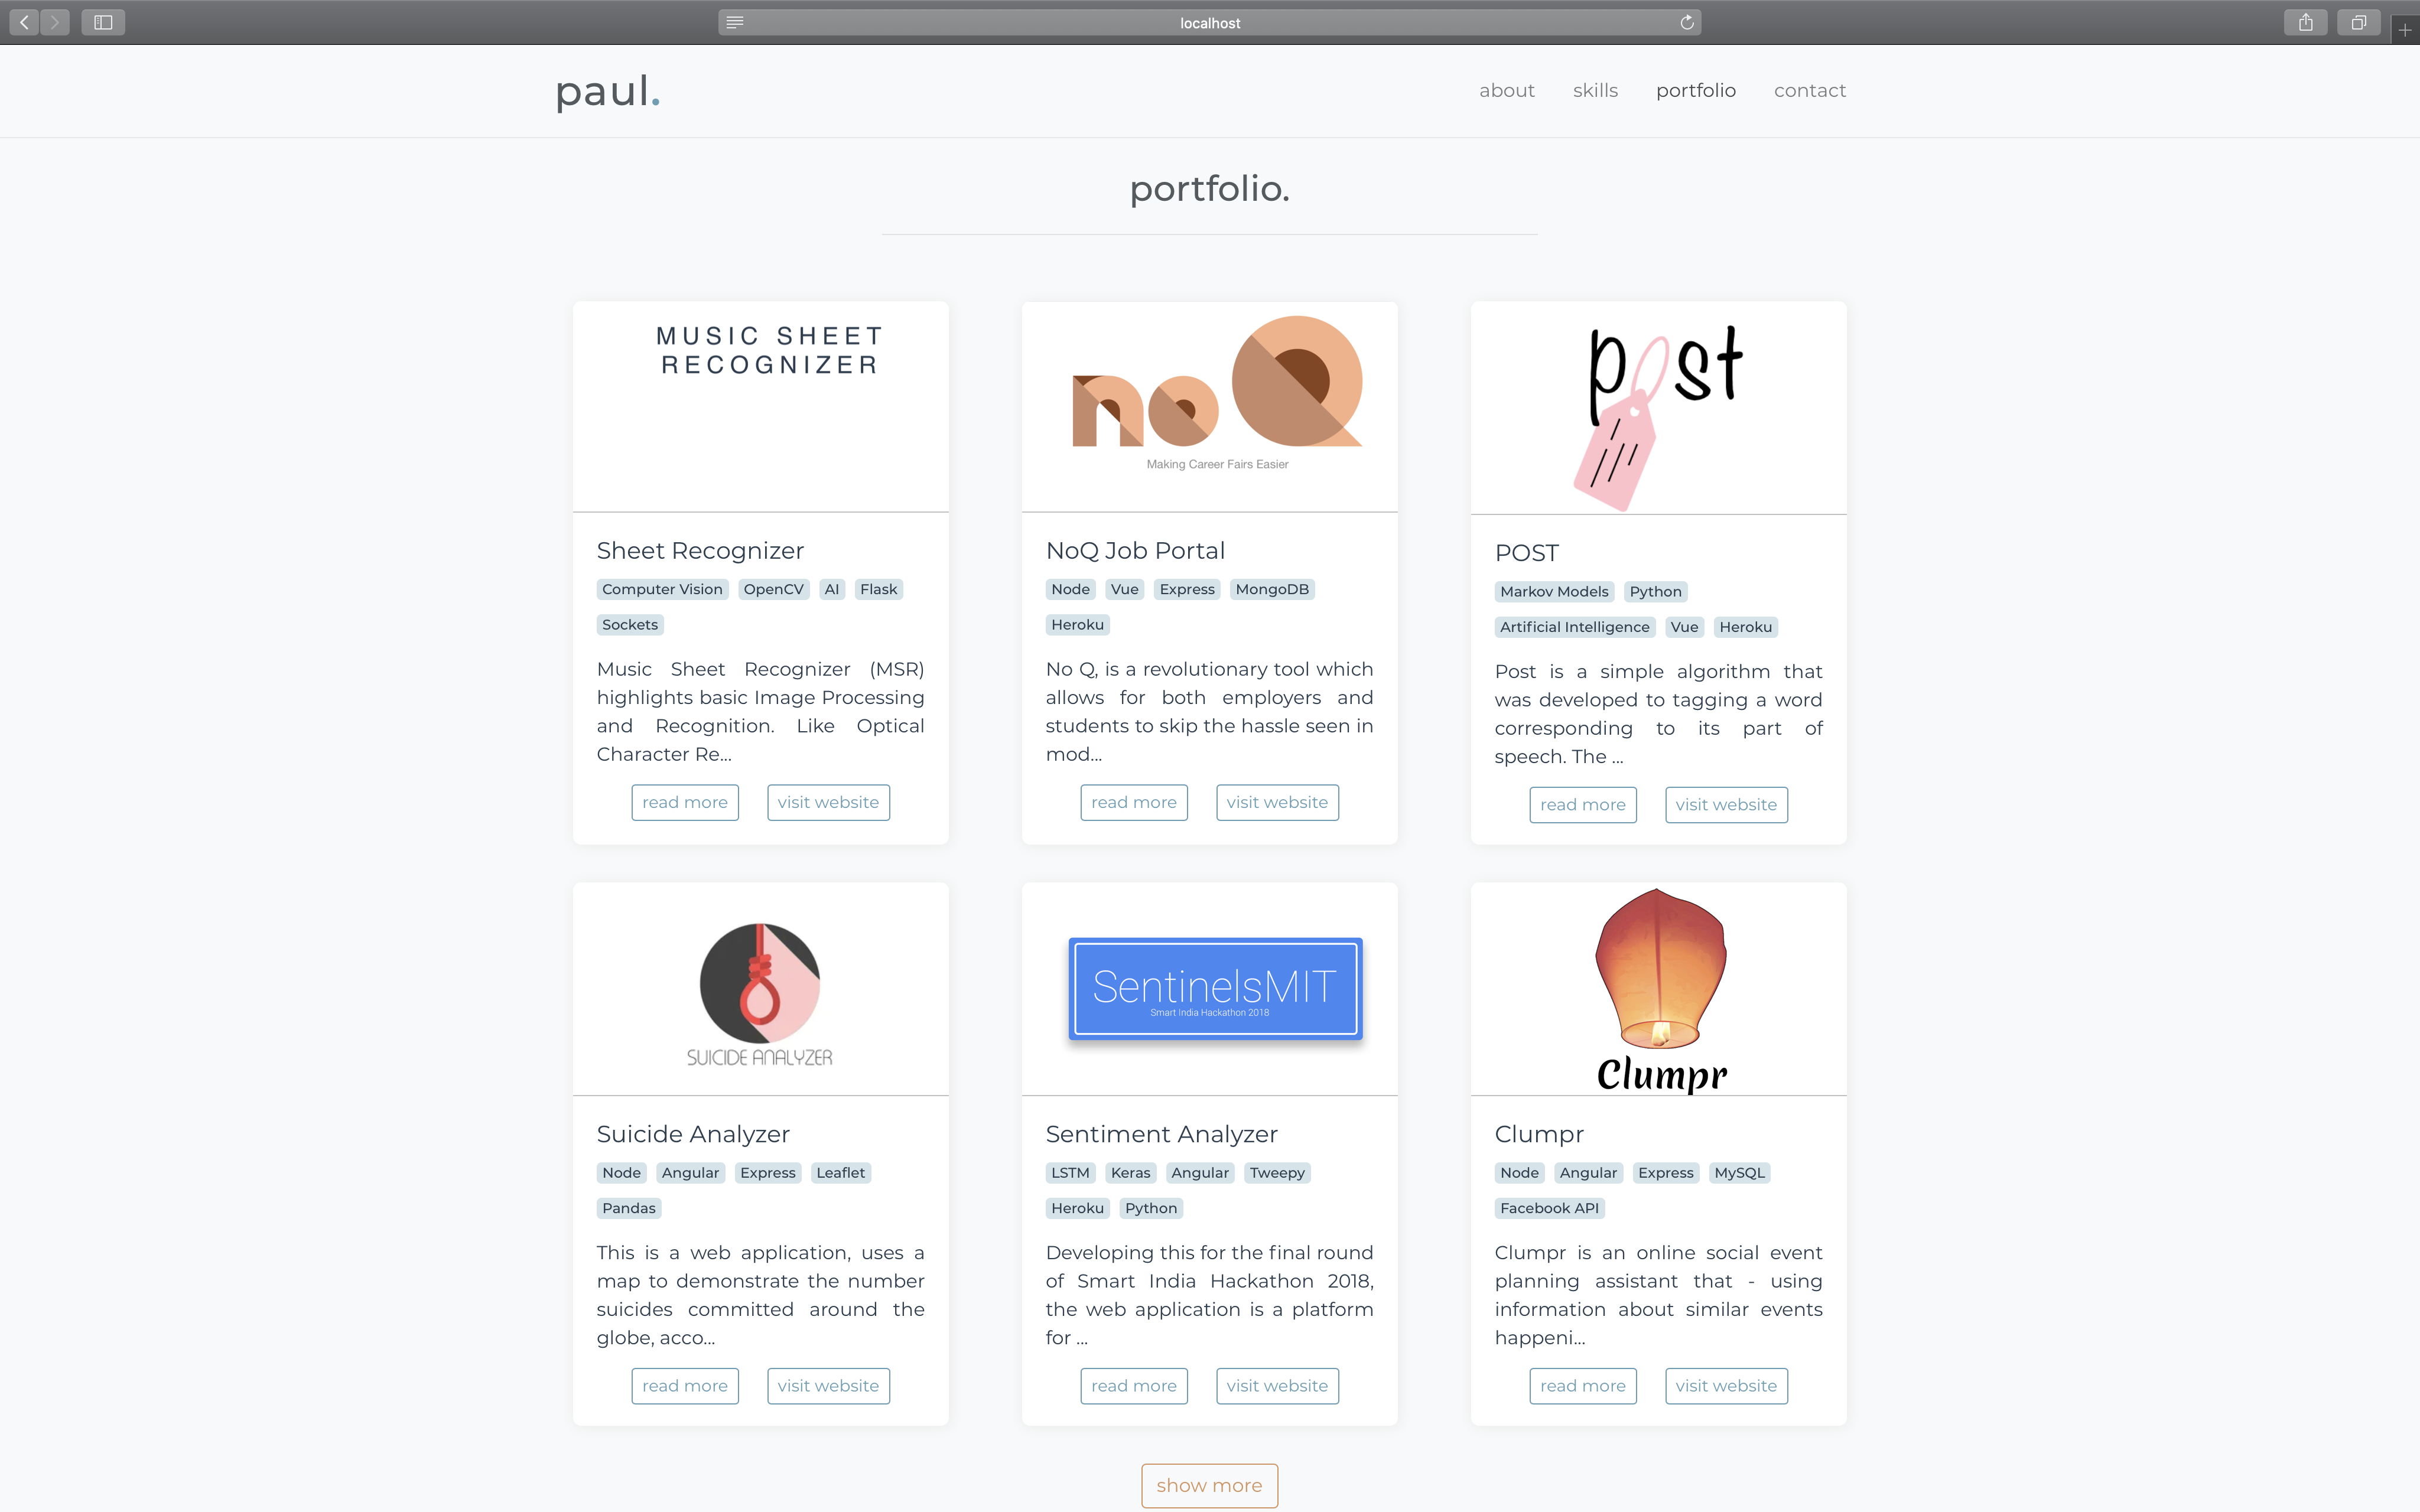 localhost
paul.
about skills portfolio contact
portfolio.
MUSIC SHEET
RECOGNIZER
Sheet Recognizer
Computer Vision OpenCV AI Flask
Sockets
Music Sheet Recognizer (MSR)
highlights basic Image Processing
and Recognition. Like Optical
Character Re...
read more visit website
noQ
Making Career Fairs Easier
NoQ Job Portal
Node Vue Express MongoDB
Heroku
No Q, is a revolutionary tool which
allows for both employers and
students to skip the hassle seen in
mod...
read more visit website
post
POST
Markov Models Python
Artificial Intelligence Vue Heroku
Post is a simple algorithm that
was developed to tagging a word
corresponding to its part of
speech. The ...
read more visit website
SUICIDE ANALYZER
Suicide Analyzer
Node Angular Express Leaflet
Pandas
This is a web application, uses a
map to demonstrate the number
suicides committed around the
globe, acco...
read more visit website
SentinelsMIT
Smart India Hackathon 2018
Sentiment Analyzer
LSTM Keras Angular Tweepy
Heroku Python
Developing this for the final round
of Smart India Hackathon 2018,
the web application is a platform
for ...
read more visit website
Clumpr
Clumpr
Node Angular Express MySQL
Facebook API
Clumpr is an online social event
planning assistant that - using
information about similar events
happeni...
read more visit website
show more